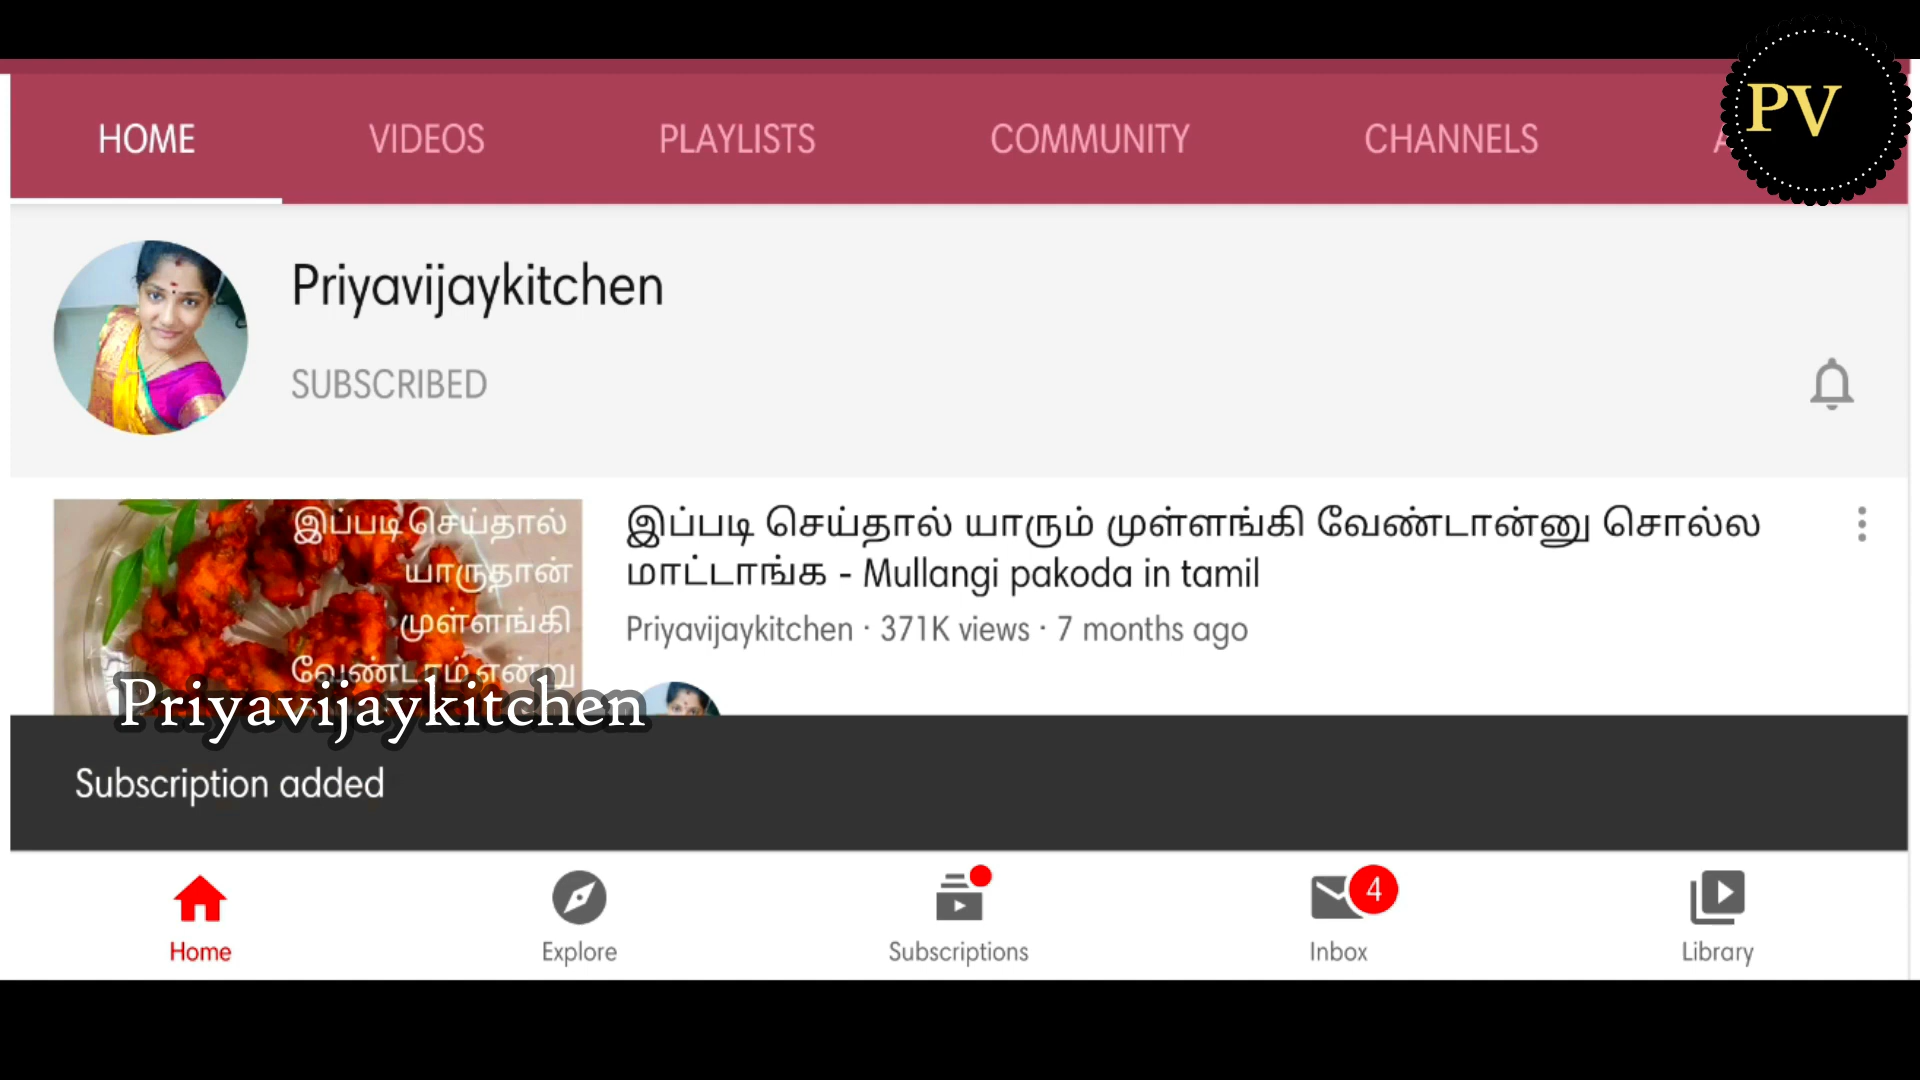 PV
HOME VIDEOS PLAYLISTS COMMUNITY CHANNELS
Priyavijaykitchen
SUBSCRIBED
இப்படி செய்தால்
யாருதான்
முள்ளங்கி
வேண்டாம் என்று
இப்படி செய்தால் யாரும் முள்ளங்கி வேண்டான்னு சொல்ல
மாட்டாங்க - Mullangi pakoda in tamil
Priyavijaykitchen · 371K views · 7 months ago
Priyavijaykitchen
Subscription added
4
Home Explore Subscriptions Inbox Library